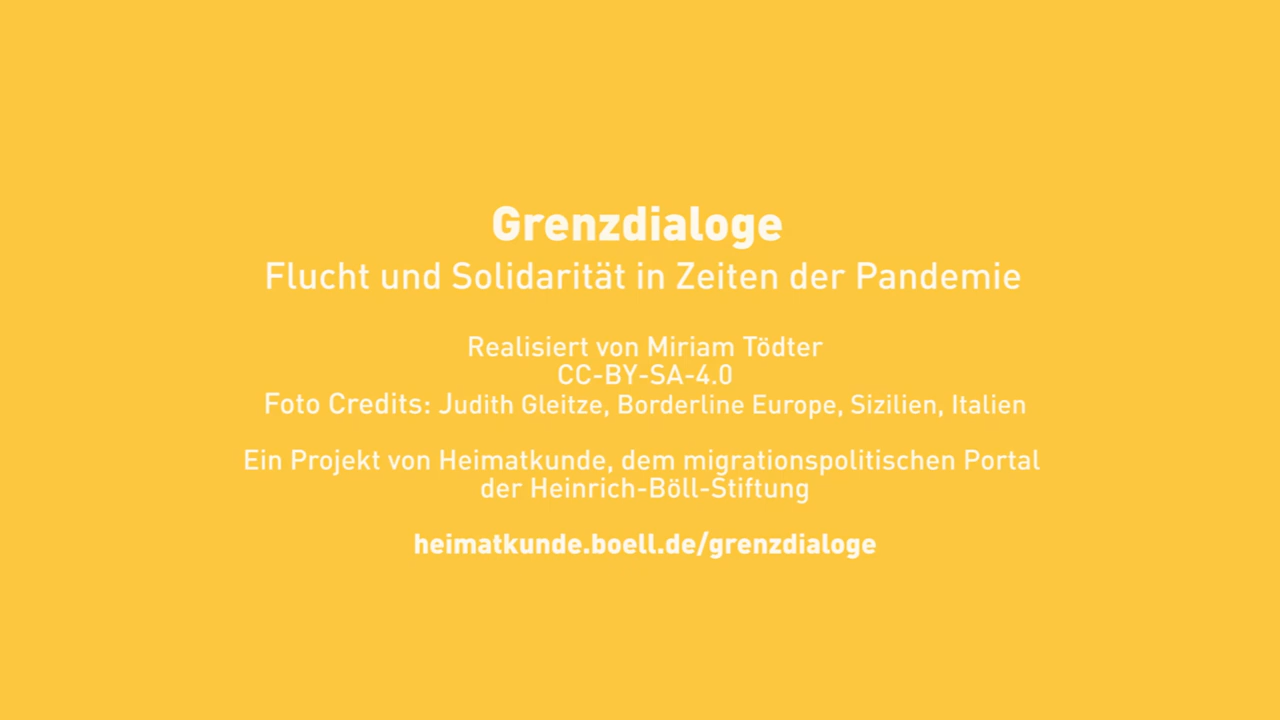 Grenzdialoge
Flucht und Solidarität in Zeiten der Pandemie
Realisiert von Miriam Tödter
CC-BY-SA-4.0
Foto Credits: Judith Gleitze, Borderline Europe, Sizilien, Italien
Ein Projekt von Heimatkunde, dem migrationspolitischen Portal
der Heinrich-Böll-Stiftung
heimatkunde.boell.de/grenzdialoge